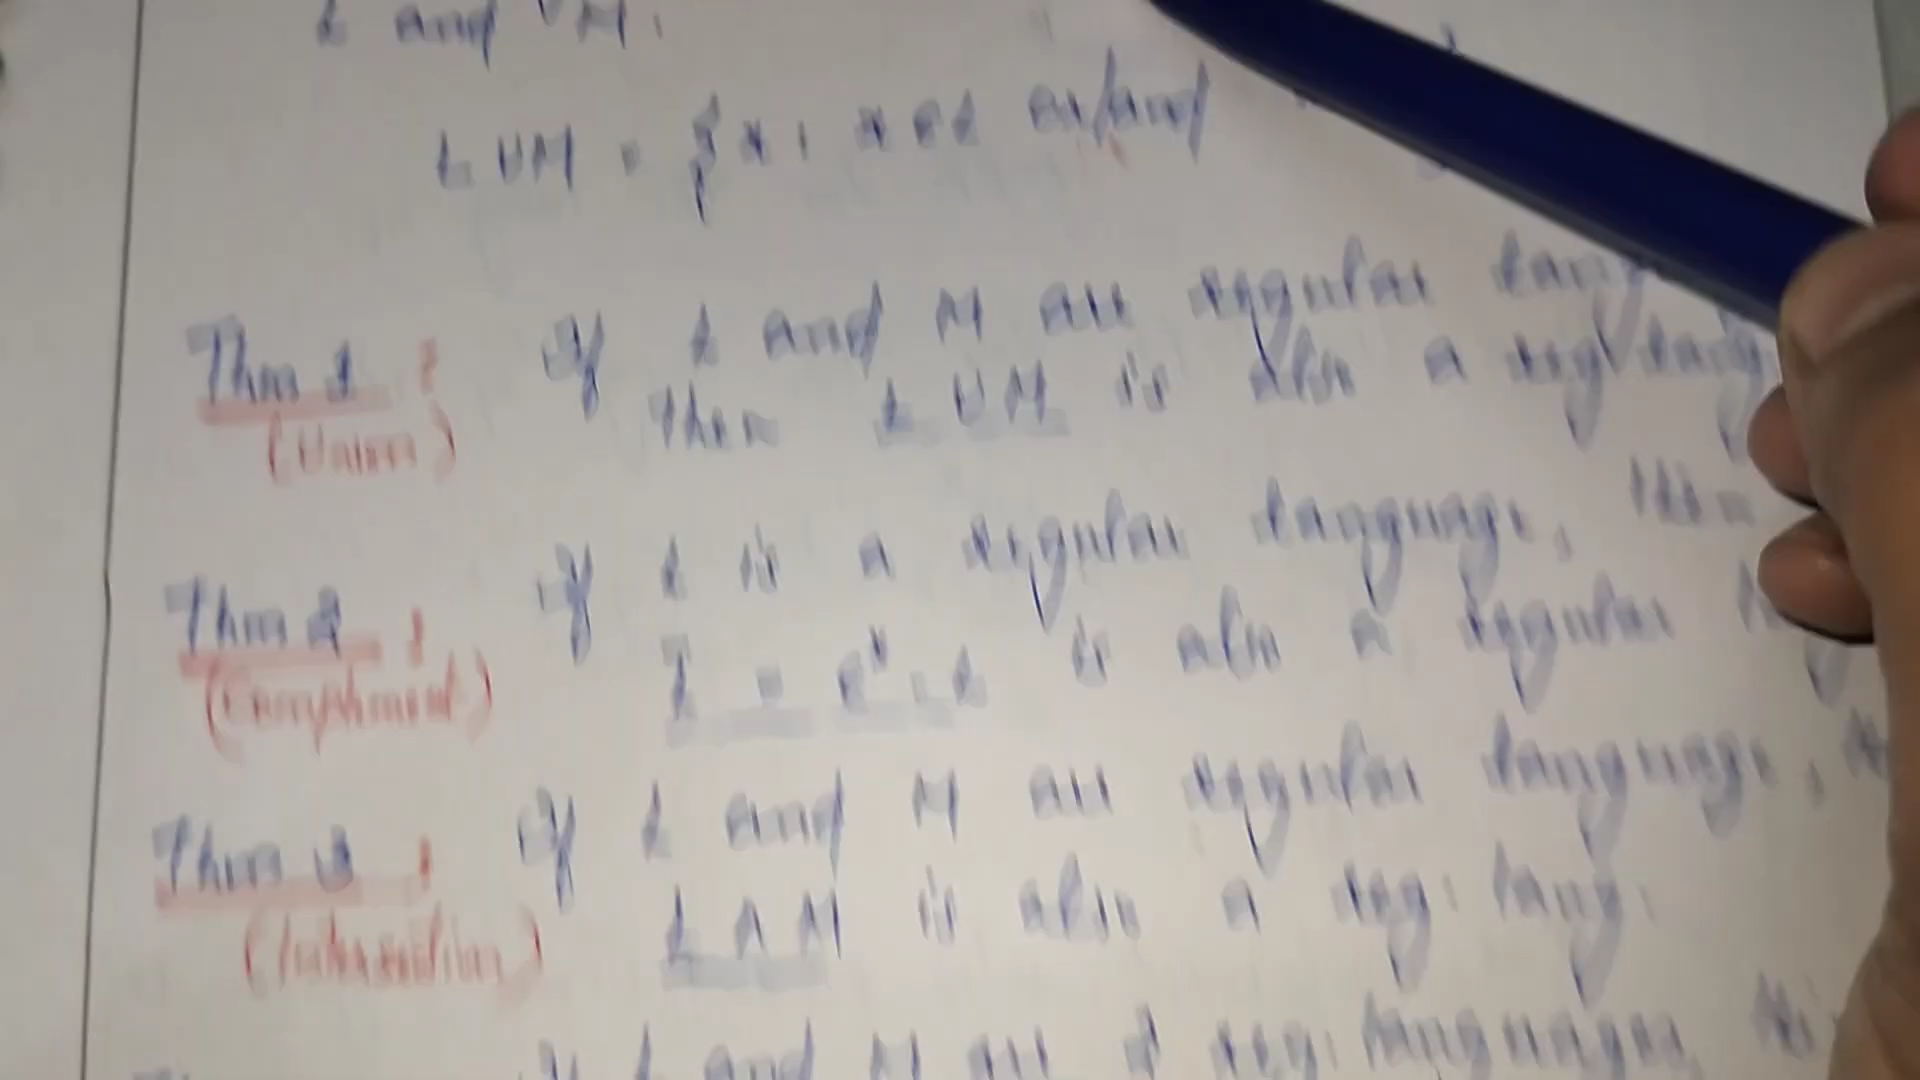 L and M.
L U M = { x : x ∈ L or/and
Thm 1 : If L and M are regular lang
(Union) then L U M is also a reg lang
Thm 2 : If L is a regular language, then
(Complement) L̅ = Σ* - L is also a regular
Thm 3 : If L and M are regular language,
(Intersection) L ∩ M is also a reg. lang.
If L and M are 2 reg. languages,